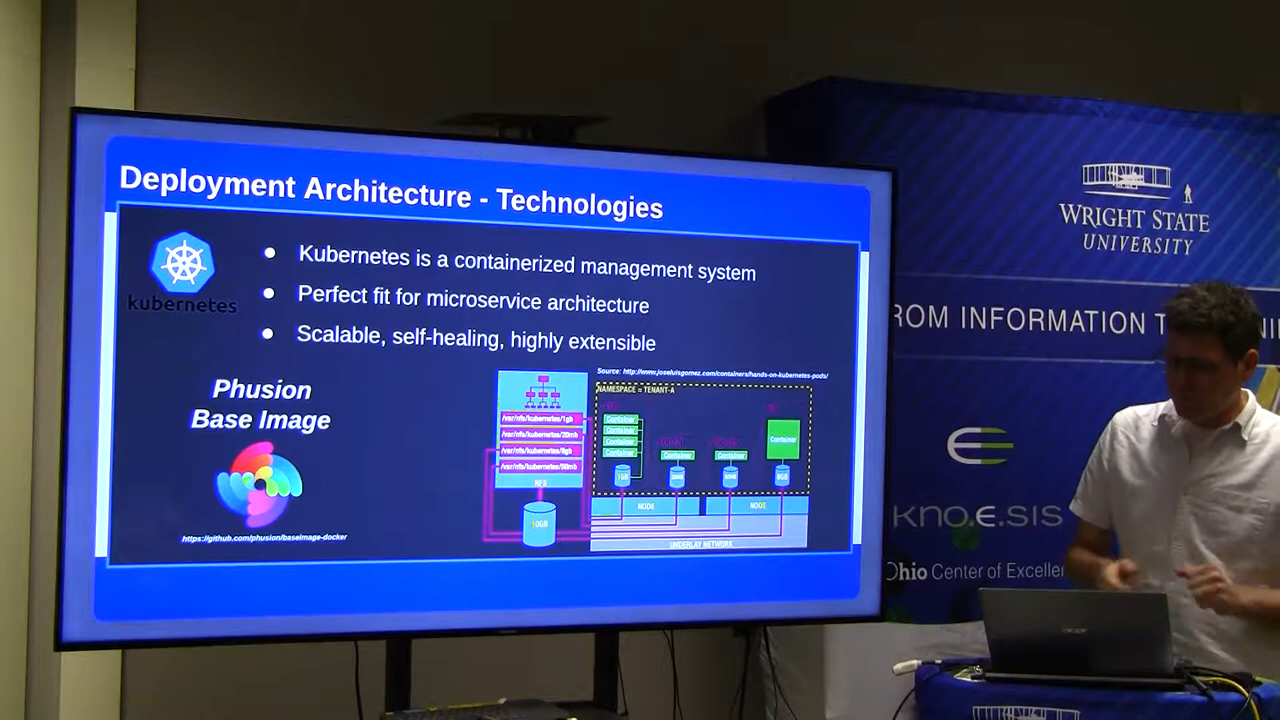 Deployment Architecture - Technologies
kubernetes
Kubernetes is a containerized management system
Perfect fit for microservice architecture
Scalable, self-healing, highly extensible
Phusion
Base Image
https://github.com/phusion/baseimage-docker
Source: http://www.joseluisgomez.com/containers/hands-on-kubernetes-pods/
NAMESPACE = TENANT-A
/var/nfs/kubernetes/1gb
/var/nfs/kubernetes/20mb
/var/nfs/kubernetes/8gb
/var/nfs/kubernetes/50mb
NFS
10GB
Container
Container
Container
Container
Container
Container
Container
1GB
8GB
NODE
NODE
UNDERLAY NETWORK
WRIGHT STATE
UNIVERSITY
ROM INFORMATION T
KNO.E.SIS
Ohio Center of Excelle
acer